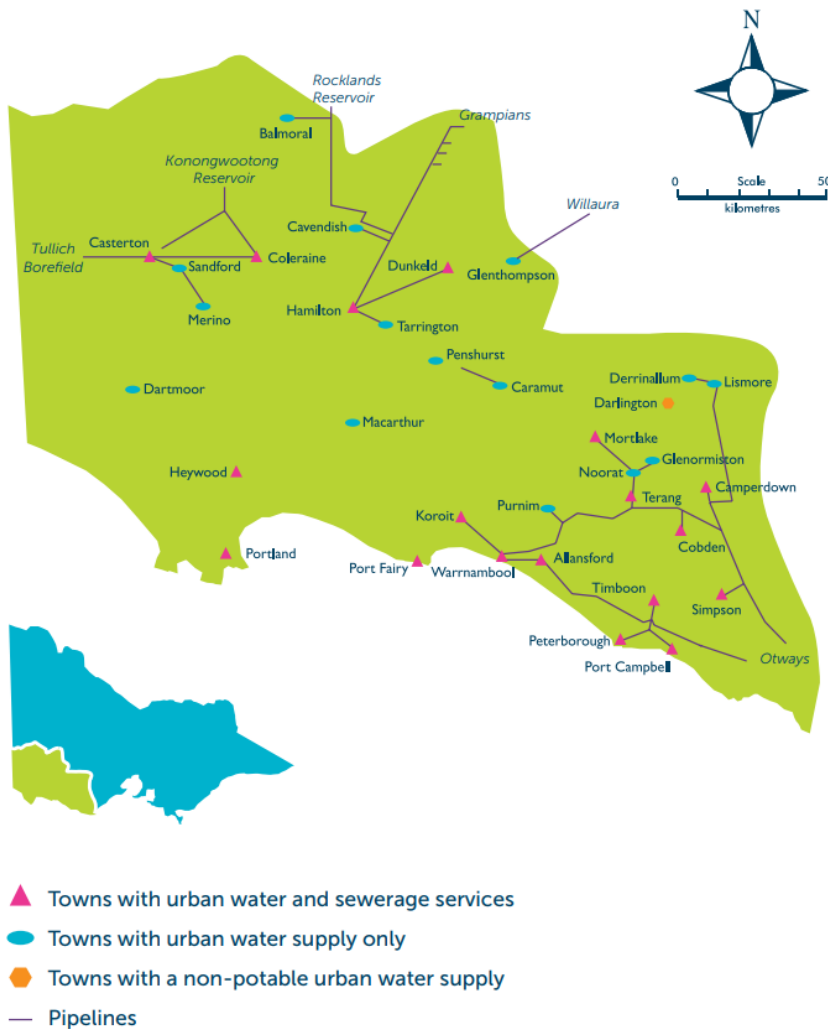 N
Rocklands
Reservoir
Grampians
Balmoral
Konongwootong
Reservoir
Scale
0
50
kilometres
Willaura
Cavendish
Casterton
Tullich
Borefield
Sandford
Coleraine
Dunkeld
Glenthompson
Merino
Hamilton
Tarrington
Penshurst
Caramut
Dartmoor
Derrinallum
Lismore
Darlington
Macarthur
Mortlake
Glenormiston
Noorat
Heywood
Camperdown
Terang
Purnim
Koroit
Cobden
Portland
Port Fairy
Warrnambool
Allansford
Timboon
Simpson
Peterborough
Port Campbell
Otways
Towns with urban water and sewerage services
Towns with urban water supply only
Towns with a non-potable urban water supply
Pipelines